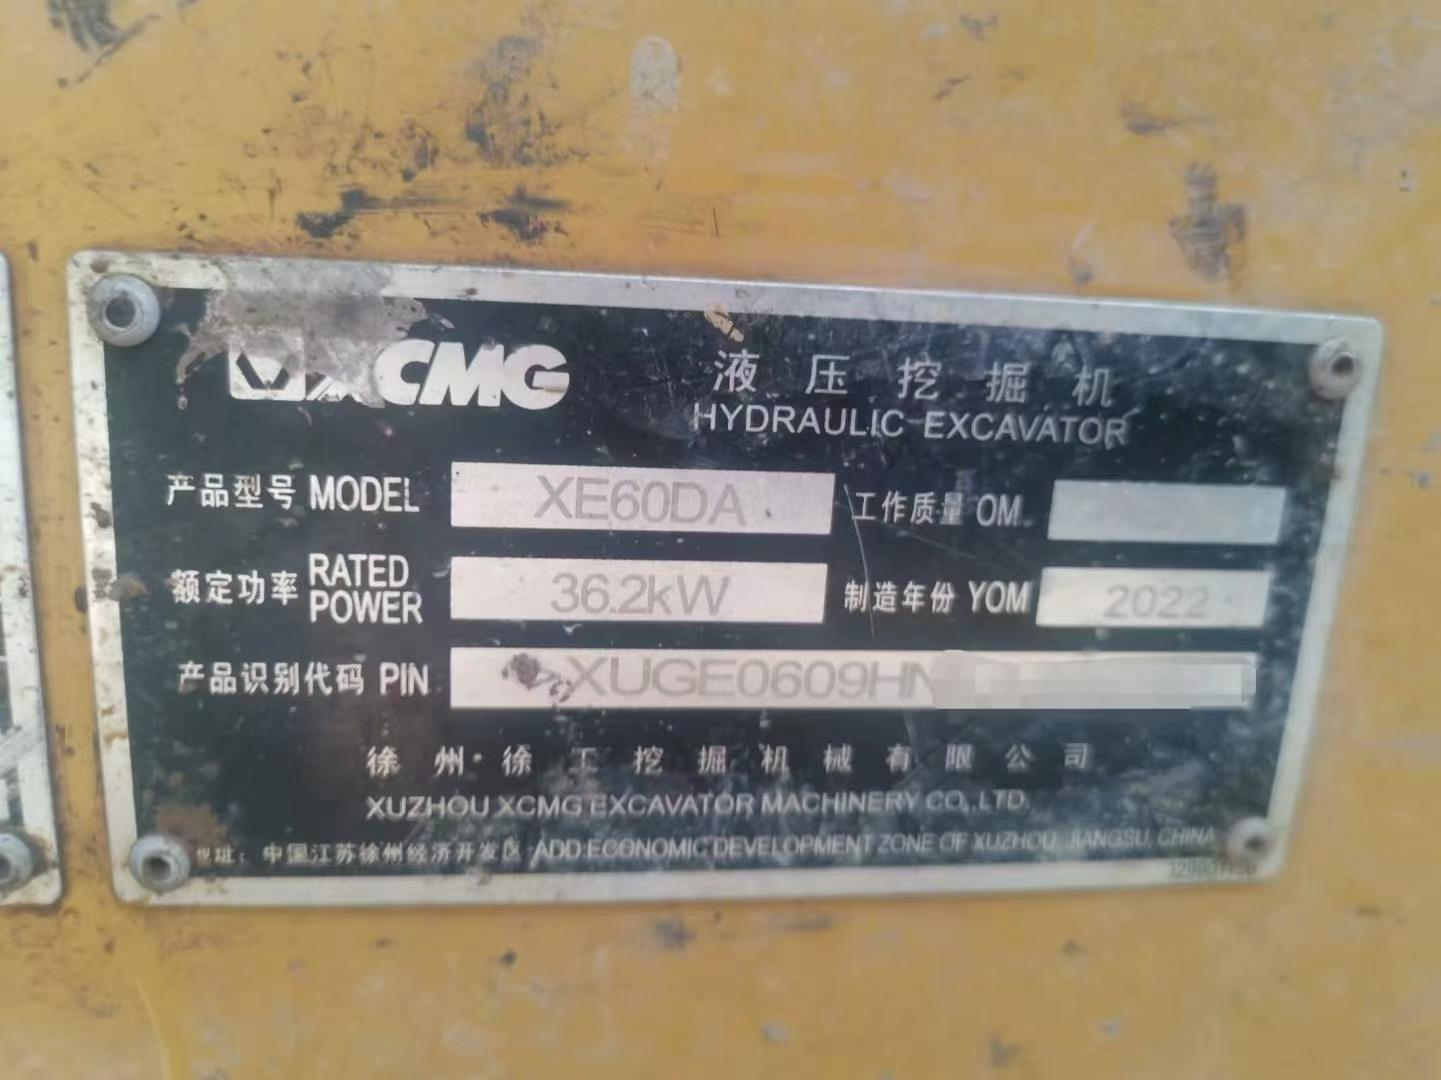 XCMG
液压挖掘机
HYDRAULIC EXCAVATOR
产品型号 MODEL XE60DA 工作质量 OM
额定功率 RATED POWER 36.2kW 制造年份 YOM 2022
产品识别代码 PIN XUGE0609HN
徐州徐工挖掘机械有限公司
XUZHOU XCMG EXCAVATOR MACHINERY CO.,LTD.
地址：中国江苏徐州经济开发区 ADD:ECONOMIC DEVELOPMENT ZONE OF XUZHOU, JIANGSU, CHINA